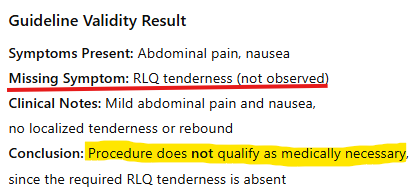 Guideline Validity Result
Symptoms Present: Abdominal pain, nausea
Missing Symptom: RLQ tenderness (not observed)
Clinical Notes: Mild abdominal pain and nausea,
no localized tenderness or rebound
Conclusion: Procedure does not qualify as medically necessary,
since the required RLQ tenderness is absent